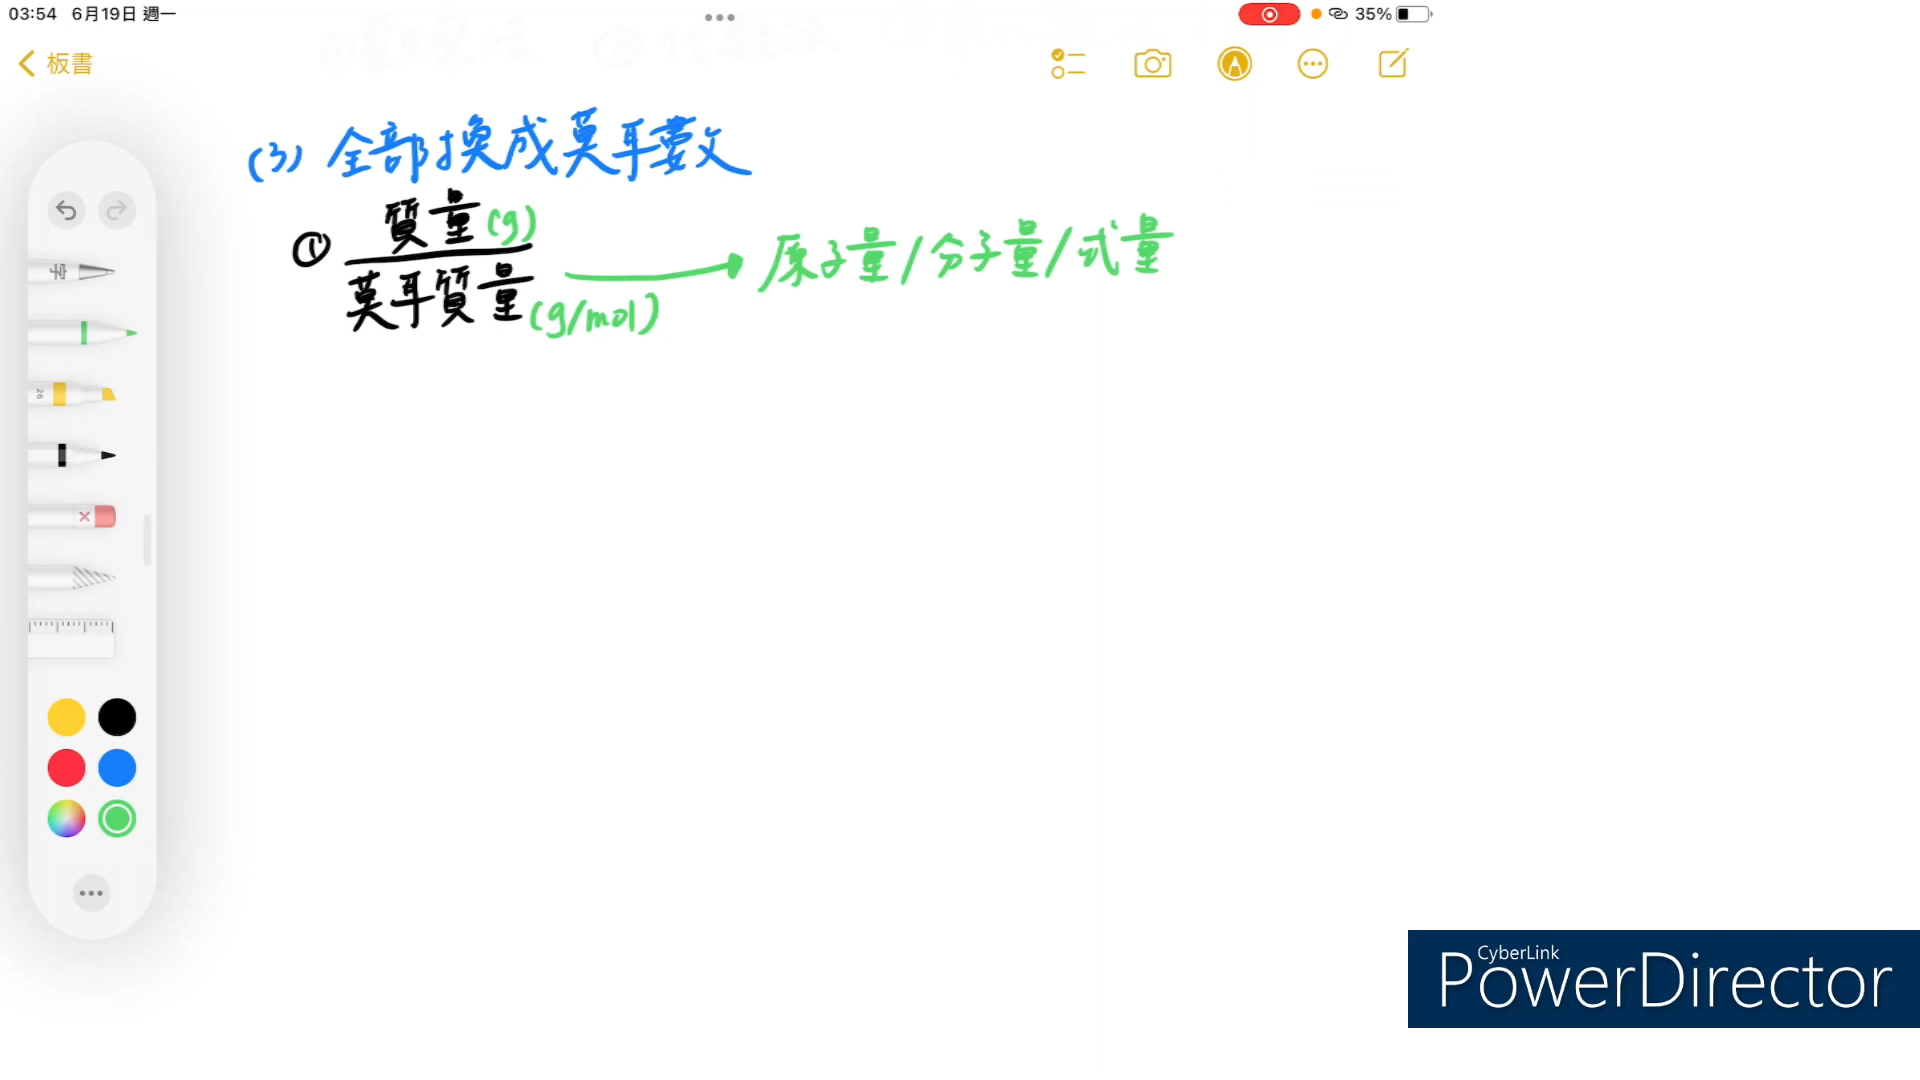 03:54 6月19日 週一
35%
板書
(3) 全部換成莫耳數
① 質量(g)
莫耳質量(g/mol) → 原子量/分子量/式量
字
26
CyberLink
PowerDirector